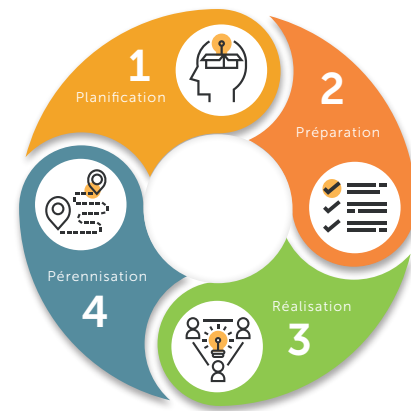 1
Planification
2
Préparation
Réalisation
3
Pérennisation
4